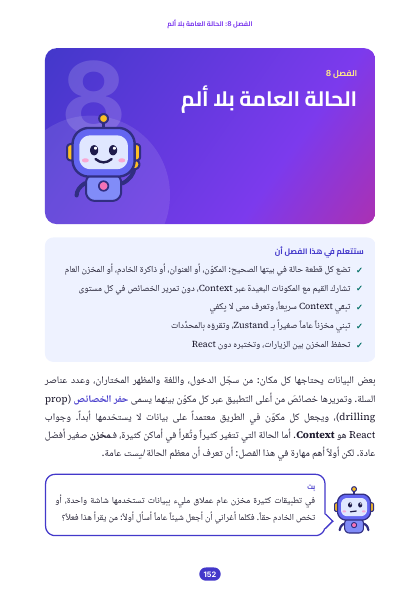 الفصل 8: الحالة العامة بلا ألم
8
الفصل 8
الحالة العامة بلا ألم
ستتعلم في هذا الفصل أن
✓ تضع كل قطعة حالة في بيتها الصحيح: المكوّن، أو العنوان، أو ذاكرة الخادم، أو المخزن العام
✓ تشارك القيم مع المكونات البعيدة عبر Context، دون تمرير الخصائص في كل مستوى
✓ تبقي Context سريعاً، وتعرف متى لا يكفي
✓ تبني مخزناً عاماً صغيراً بـ Zustand، وتقرؤه بالمحدِّدات
✓ تحفظ المخزن بين الزيارات، وتختبره دون React
بعض البيانات يحتاجها كل مكان: من سجّل الدخول، واللغة والمظهر المختاران، وعدد عناصر
السلة. وتمريرها خصائص من أعلى التطبيق عبر كل مكوّن بينهما يسمى حفر الخصائص (prop
drilling)، ويجعل كل مكوّن في الطريق معتمداً على بيانات لا يستخدمها أبداً. وجواب
React هو Context. أما الحالة التي تتغير كثيراً وتُقرأ في أماكن كثيرة، فـمخزن صغير أفضل
عادة. لكن أولاً أهم مهارة في هذا الفصل: أن تعرف أن معظم الحالة ليست عامة.
بِت
في تطبيقات كثيرة مخزن عام عملاق مليء ببيانات تستخدمها شاشة واحدة، أو
تخص الخادم حقاً. فكلما أغراني أن أجعل شيئاً عاماً أسأل أولاً: من يقرأ هذا فعلاً؟
152